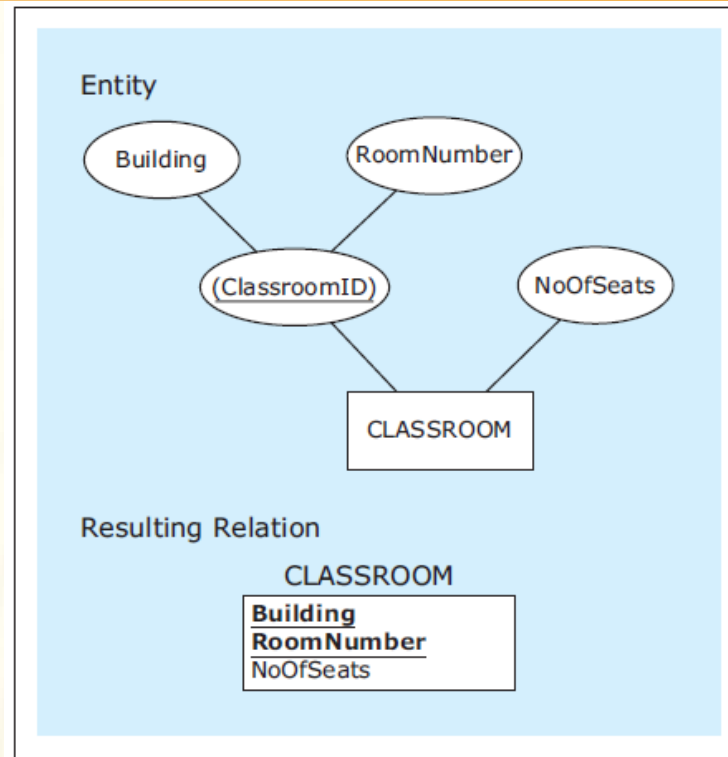 Entity
Building
RoomNumber
(ClassroomID)
NoOfSeats
CLASSROOM
Resulting Relation
CLASSROOM
Building
RoomNumber
NoOfSeats